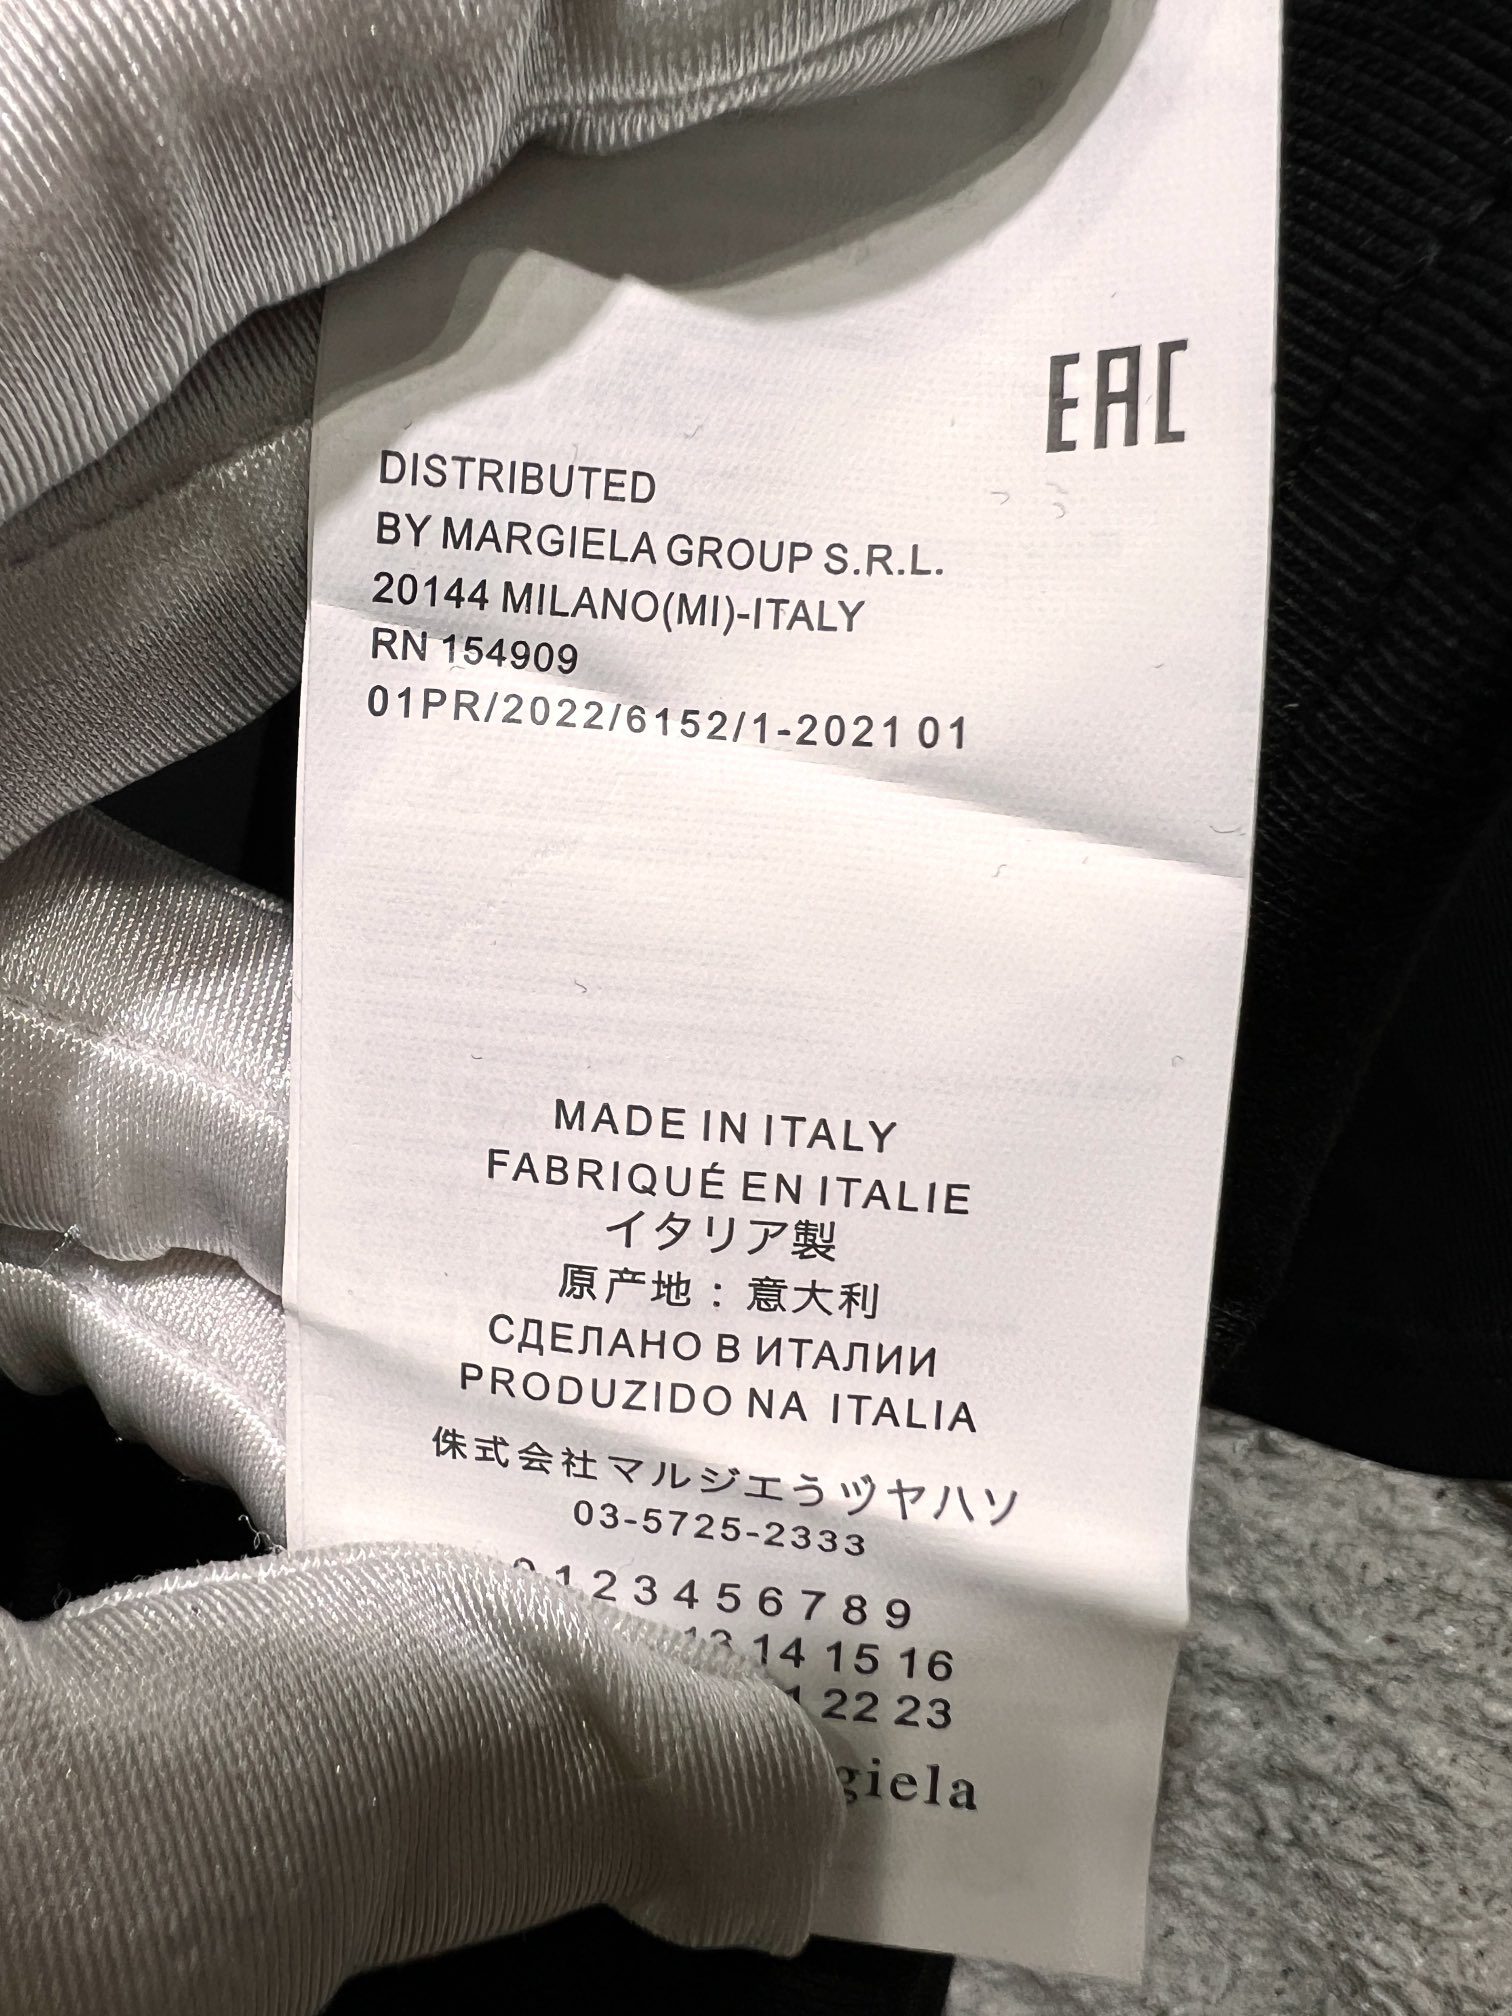 EAC
DISTRIBUTED
BY MARGIELA GROUP S.R.L.
20144 MILANO(MI)-ITALY
RN 154909
01PR/2022/6152/1-2021 01
MADE IN ITALY
FABRIQUÉ EN ITALIE
イタリア製
原产地：意大利
СДЕЛАНО В ИТАЛИИ
PRODUZIDO NA ITALIA
侏式会社マルジエうヅヤハソ
03-5725-2333
1 2 3 4 5 6 7 8 9
13 14 15 16
22 23
giela